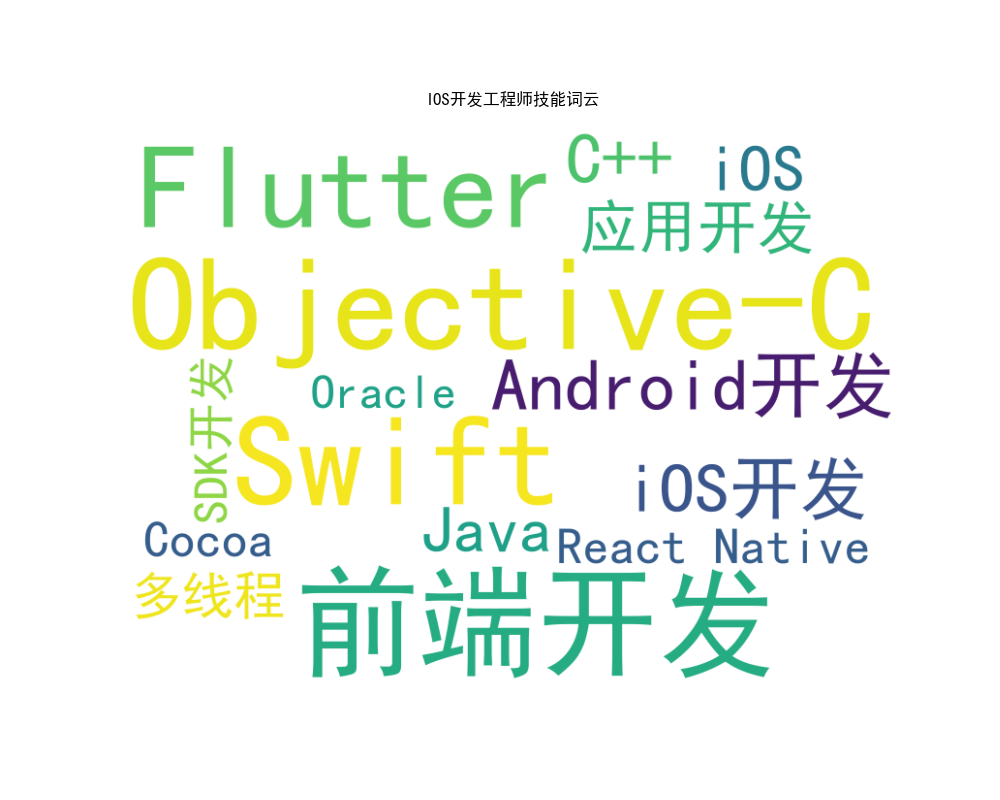 IOS开发工程师技能词云
Flutter
C++
iOS
应用开发
Objective-C
SDK开发
Oracle
Android开发
Swift
iOS开发
Cocoa
Java
React Native
多线程
前端开发